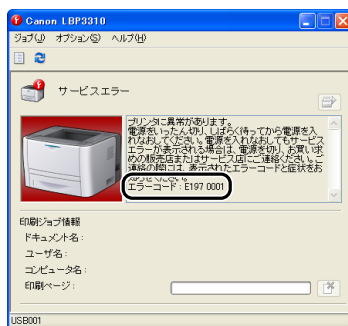 Canon LBP3310
ジョブ(J) オプション(S) ヘルプ(H)
サービスエラー
プリンタに異常があります。
電源をいったん切り、しばらく待ってから電源を入
れなおしてください。電源を入れなおしてもサービス
エラーが表示される場合は、電源を切り、お買い求
めの販売店またはサービス店にご連絡ください。ご
連絡の際には、表示されたエラーコードと症状をお
知らせください。
エラーコード : E197 0001
印刷ジョブ情報
ドキュメント名 :
ユーザ名 :
コンピュータ名 :
印刷ページ :
USB001